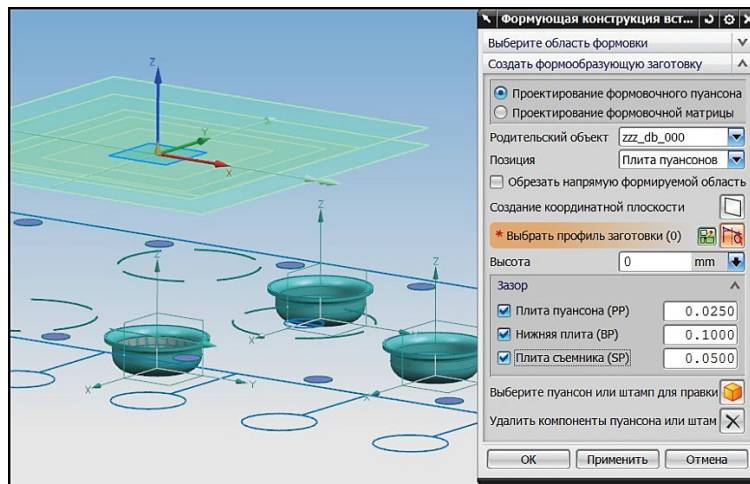 Формующая конструкция вст...
Выберите область формовки
Создать формообразующую заготовку
Проектирование формовочного пуансона
Проектирование формовочной матрицы
Родительский объект zzz_db_000
Позиция Плита пуансонов
Обрезать напрямую формируемой область
Создание координатной плоскости
* Выбрать профиль заготовки (0)
Высота 0 mm
Зазор
Плита пуансона (PP) 0.0250
Нижняя плита (BP) 0.1000
Плита съемника (SP) 0.0500
Выберите пуансон или штамп для правки
Удалить компоненты пуансона или штам
ОК Применить Отмена
Z
Y
X
Z
Z
X
Z
X
Y
X